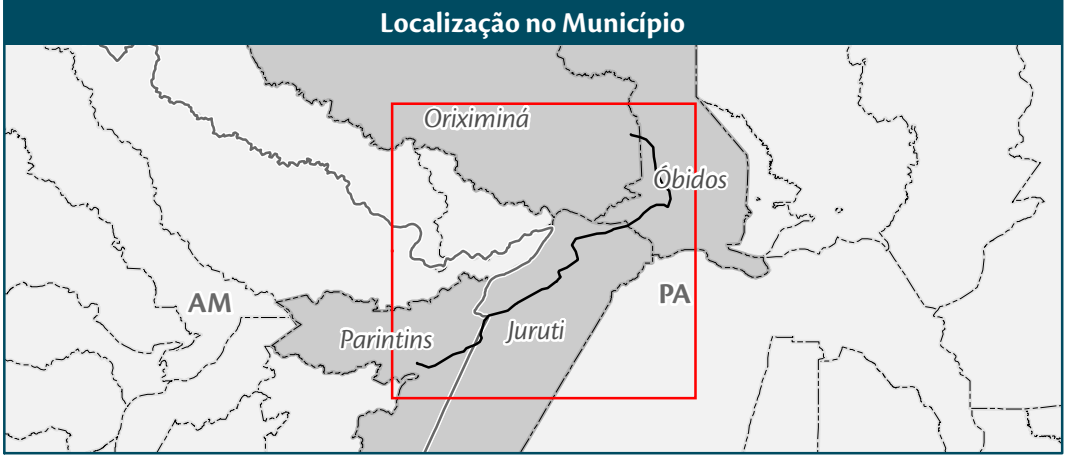 Localização no Município
Oriximiná
Óbidos
AM
PA
Parintins
Juruti